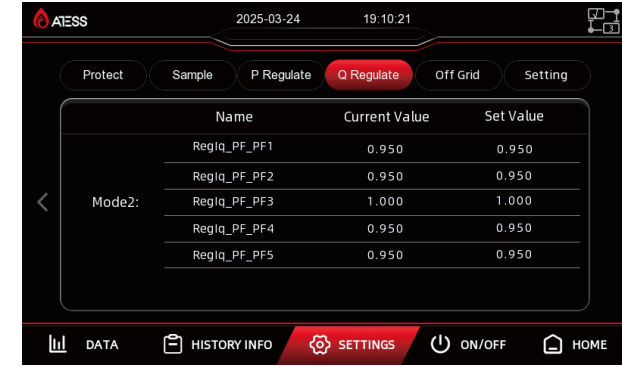 ATESS 2025-03-24 19:10:21
3
Protect Sample P Regulate Q Regulate Off Grid Setting
Name Current Value Set Value
RegIq_PF_PF1 0.950 0.950
RegIq_PF_PF2 0.950 0.950
Mode2: RegIq_PF_PF3 1.000 1.000
RegIq_PF_PF4 0.950 0.950
RegIq_PF_PF5 0.950 0.950
DATA HISTORY INFO SETTINGS ON/OFF HOME